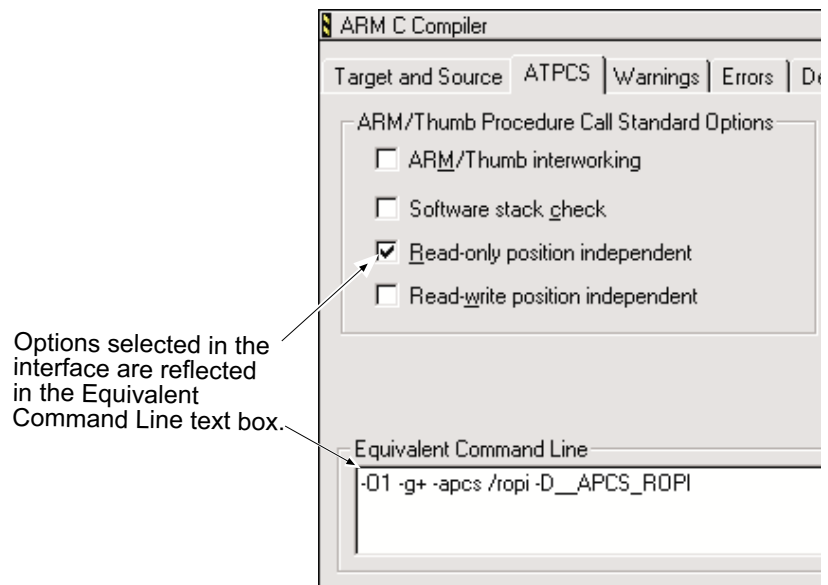 ARM C Compiler
Target and Source ATPCS Warnings Errors De
ARM/Thumb Procedure Call Standard Options
ARM/Thumb interworking
Software stack check
Read-only position independent
Read-write position independent
Options selected in the
interface are reflected
in the Equivalent
Command Line text box.
Equivalent Command Line
-O1 -g+ -apcs /ropi -D__APCS_ROPI